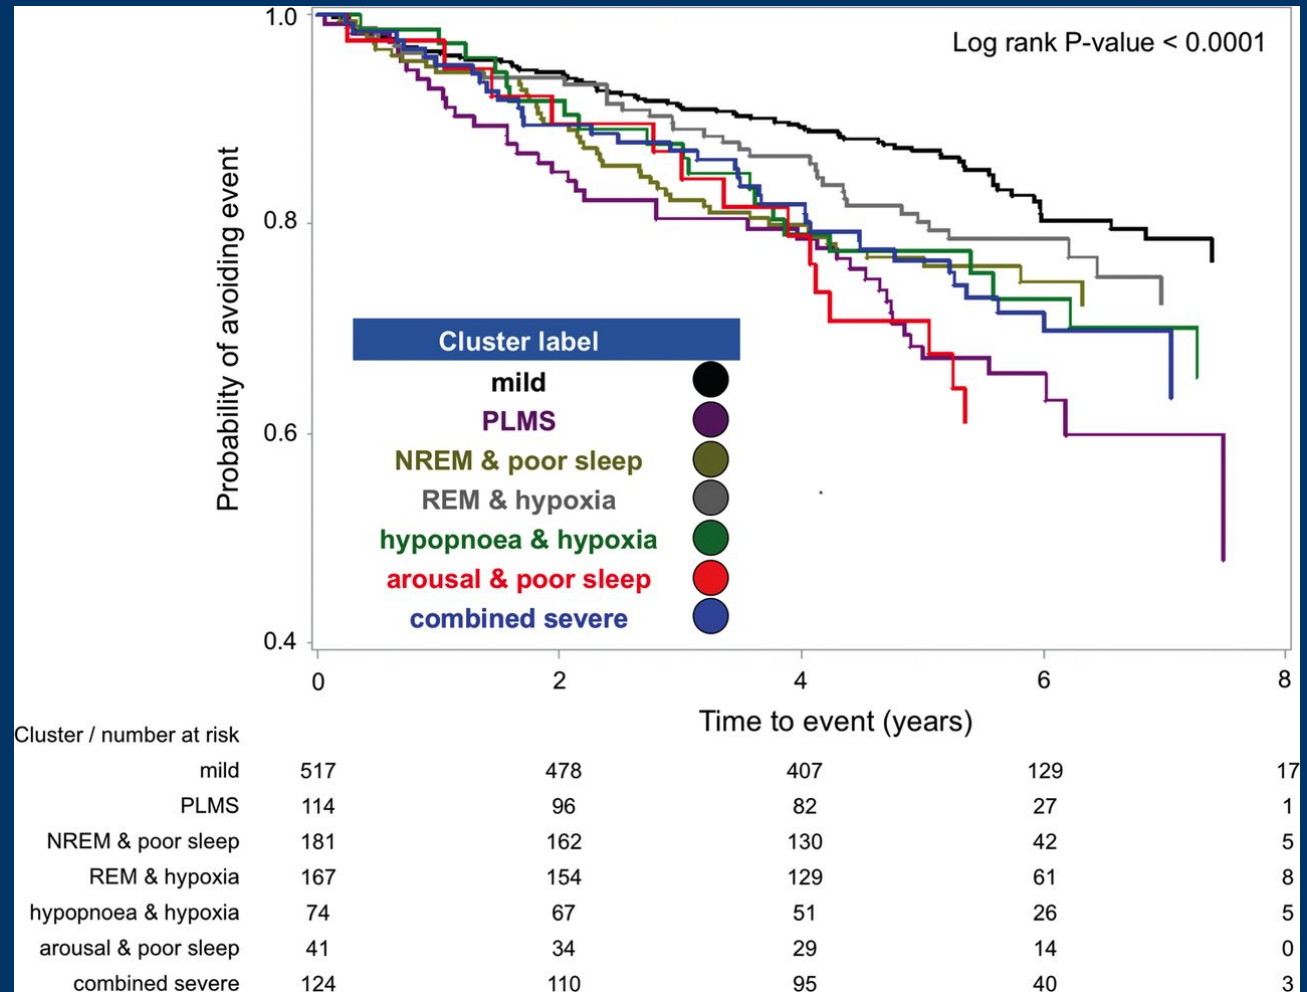 Log rank P-value < 0.0001
Probability of avoiding event
1.0
0.8
0.6
0.4
Cluster label
mild
PLMS
NREM & poor sleep
REM & hypoxia
hypopnoea & hypoxia
arousal & poor sleep
combined severe
0 2 4 6 8
Time to event (years)
Cluster / number at risk
mild 517 478 407 129 17
PLMS 114 96 82 27 1
NREM & poor sleep 181 162 130 42 5
REM & hypoxia 167 154 129 61 8
hypopnoea & hypoxia 74 67 51 26 5
arousal & poor sleep 41 34 29 14 0
combined severe 124 110 95 40 3